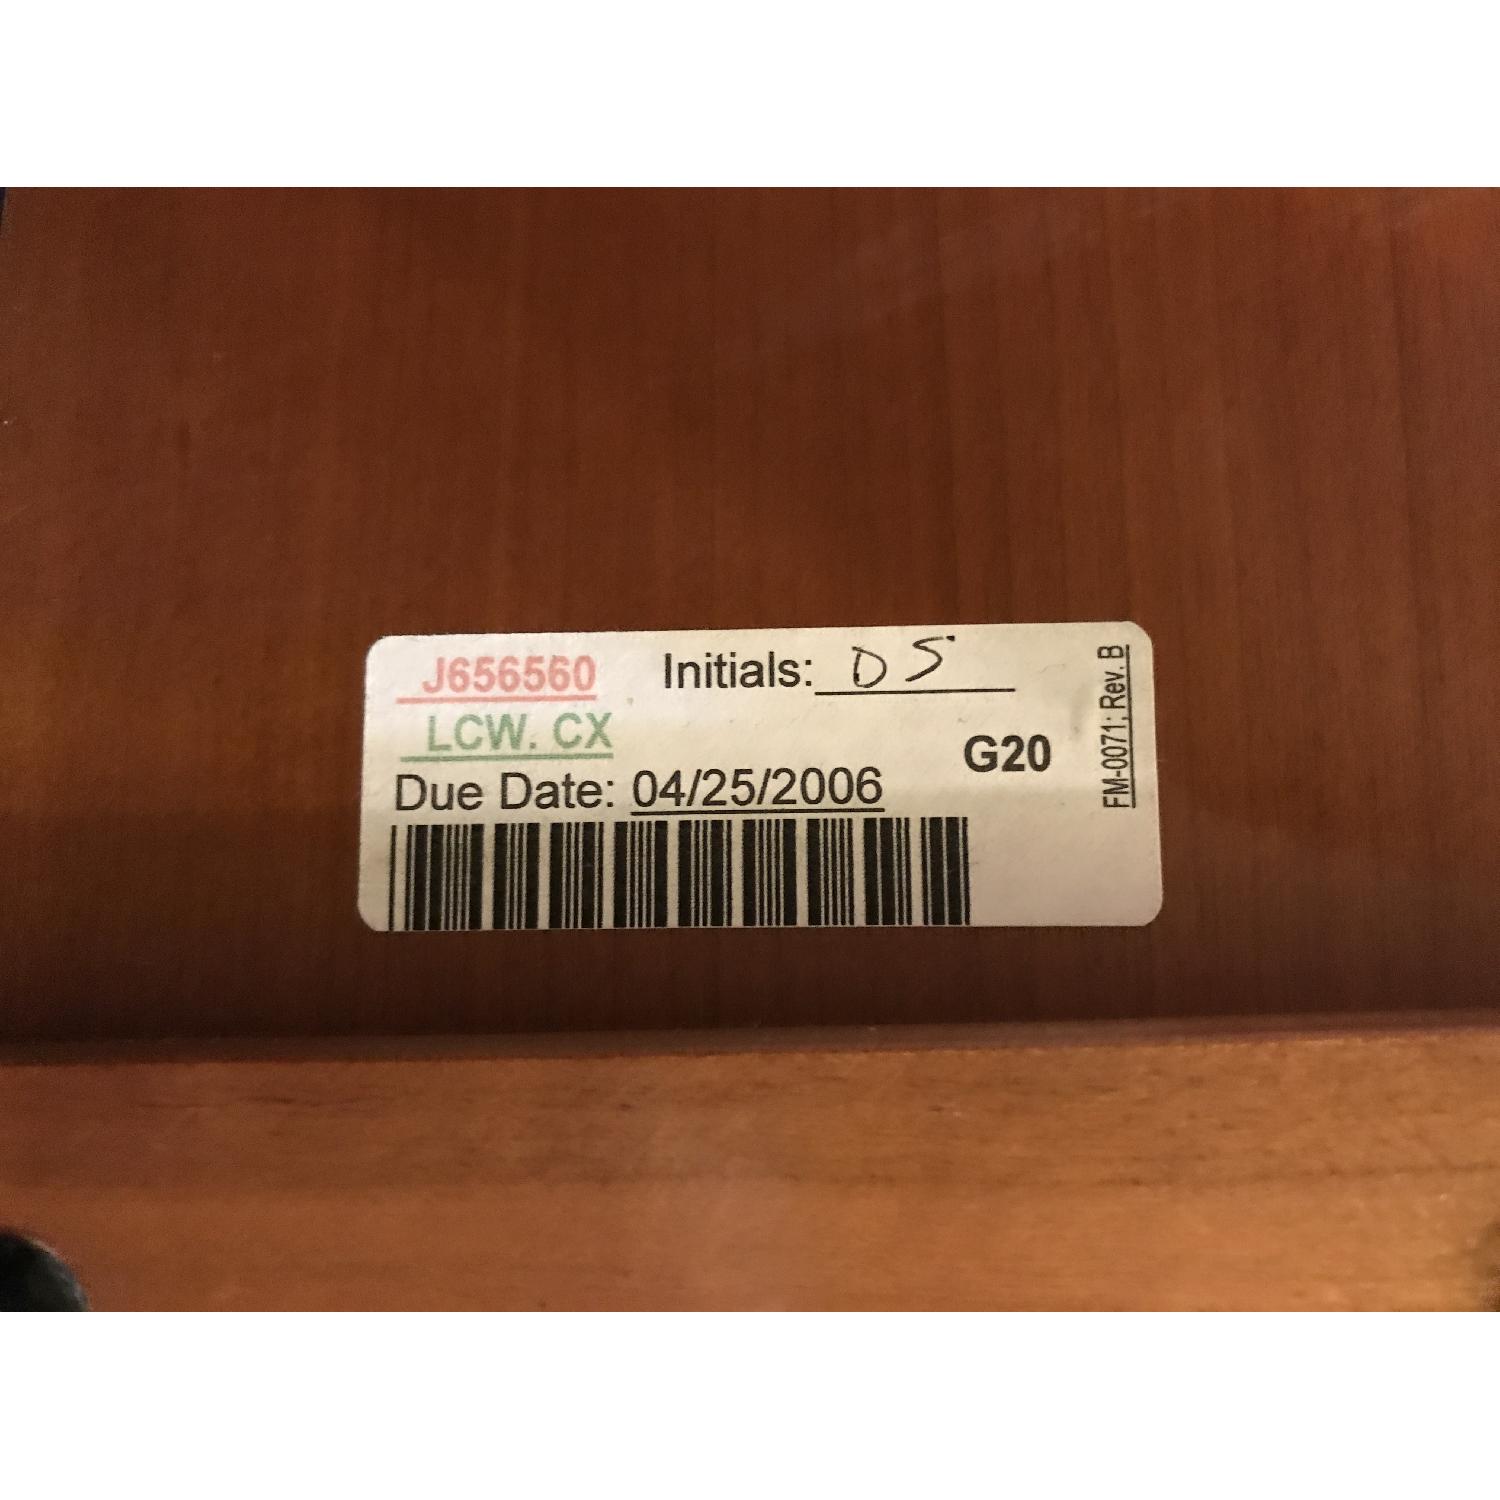 J656560 Initials: DS
LCW. CX
G20
Due Date: 04/25/2006
FM-0071; Rev. B